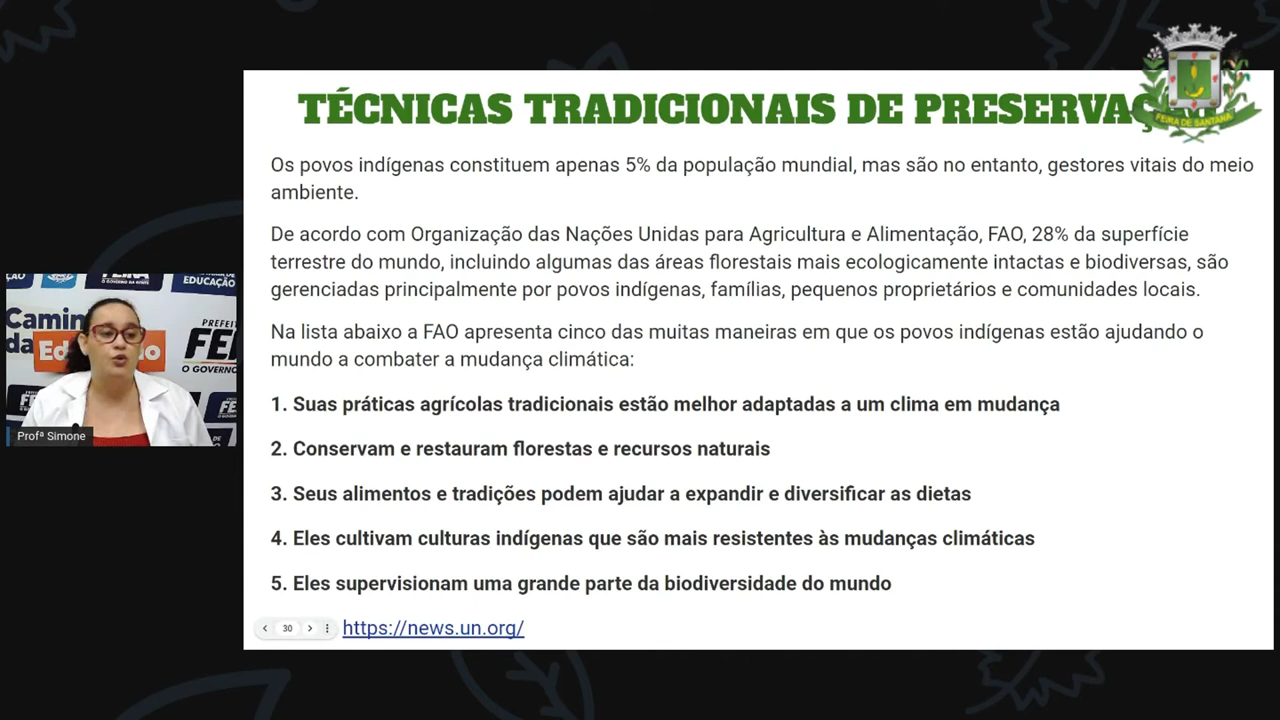 TÉCNICAS TRADICIONAIS DE PRESERVAÇ
FEIRA DE SANTANA
Os povos indígenas constituem apenas 5% da população mundial, mas são no entanto, gestores vitais do meio
ambiente.
De acordo com Organização das Nações Unidas para Agricultura e Alimentação, FAO, 28% da superfície
terrestre do mundo, incluindo algumas das áreas florestais mais ecologicamente intactas e biodiversas, são
gerenciadas principalmente por povos indígenas, famílias, pequenos proprietários e comunidades locais.
Na lista abaixo a FAO apresenta cinco das muitas maneiras em que os povos indígenas estão ajudando o
mundo a combater a mudança climática:
1. Suas práticas agrícolas tradicionais estão melhor adaptadas a um clima em mudança
2. Conservam e restauram florestas e recursos naturais
3. Seus alimentos e tradições podem ajudar a expandir e diversificar as dietas
4. Eles cultivam culturas indígenas que são mais resistentes às mudanças climáticas
5. Eles supervisionam uma grande parte da biodiversidade do mundo
30
https://news.un.org/
EDUCAÇÃO
Camin
da Ed o
PREFEIT
FEI
O GOVERNO
Profª Simone